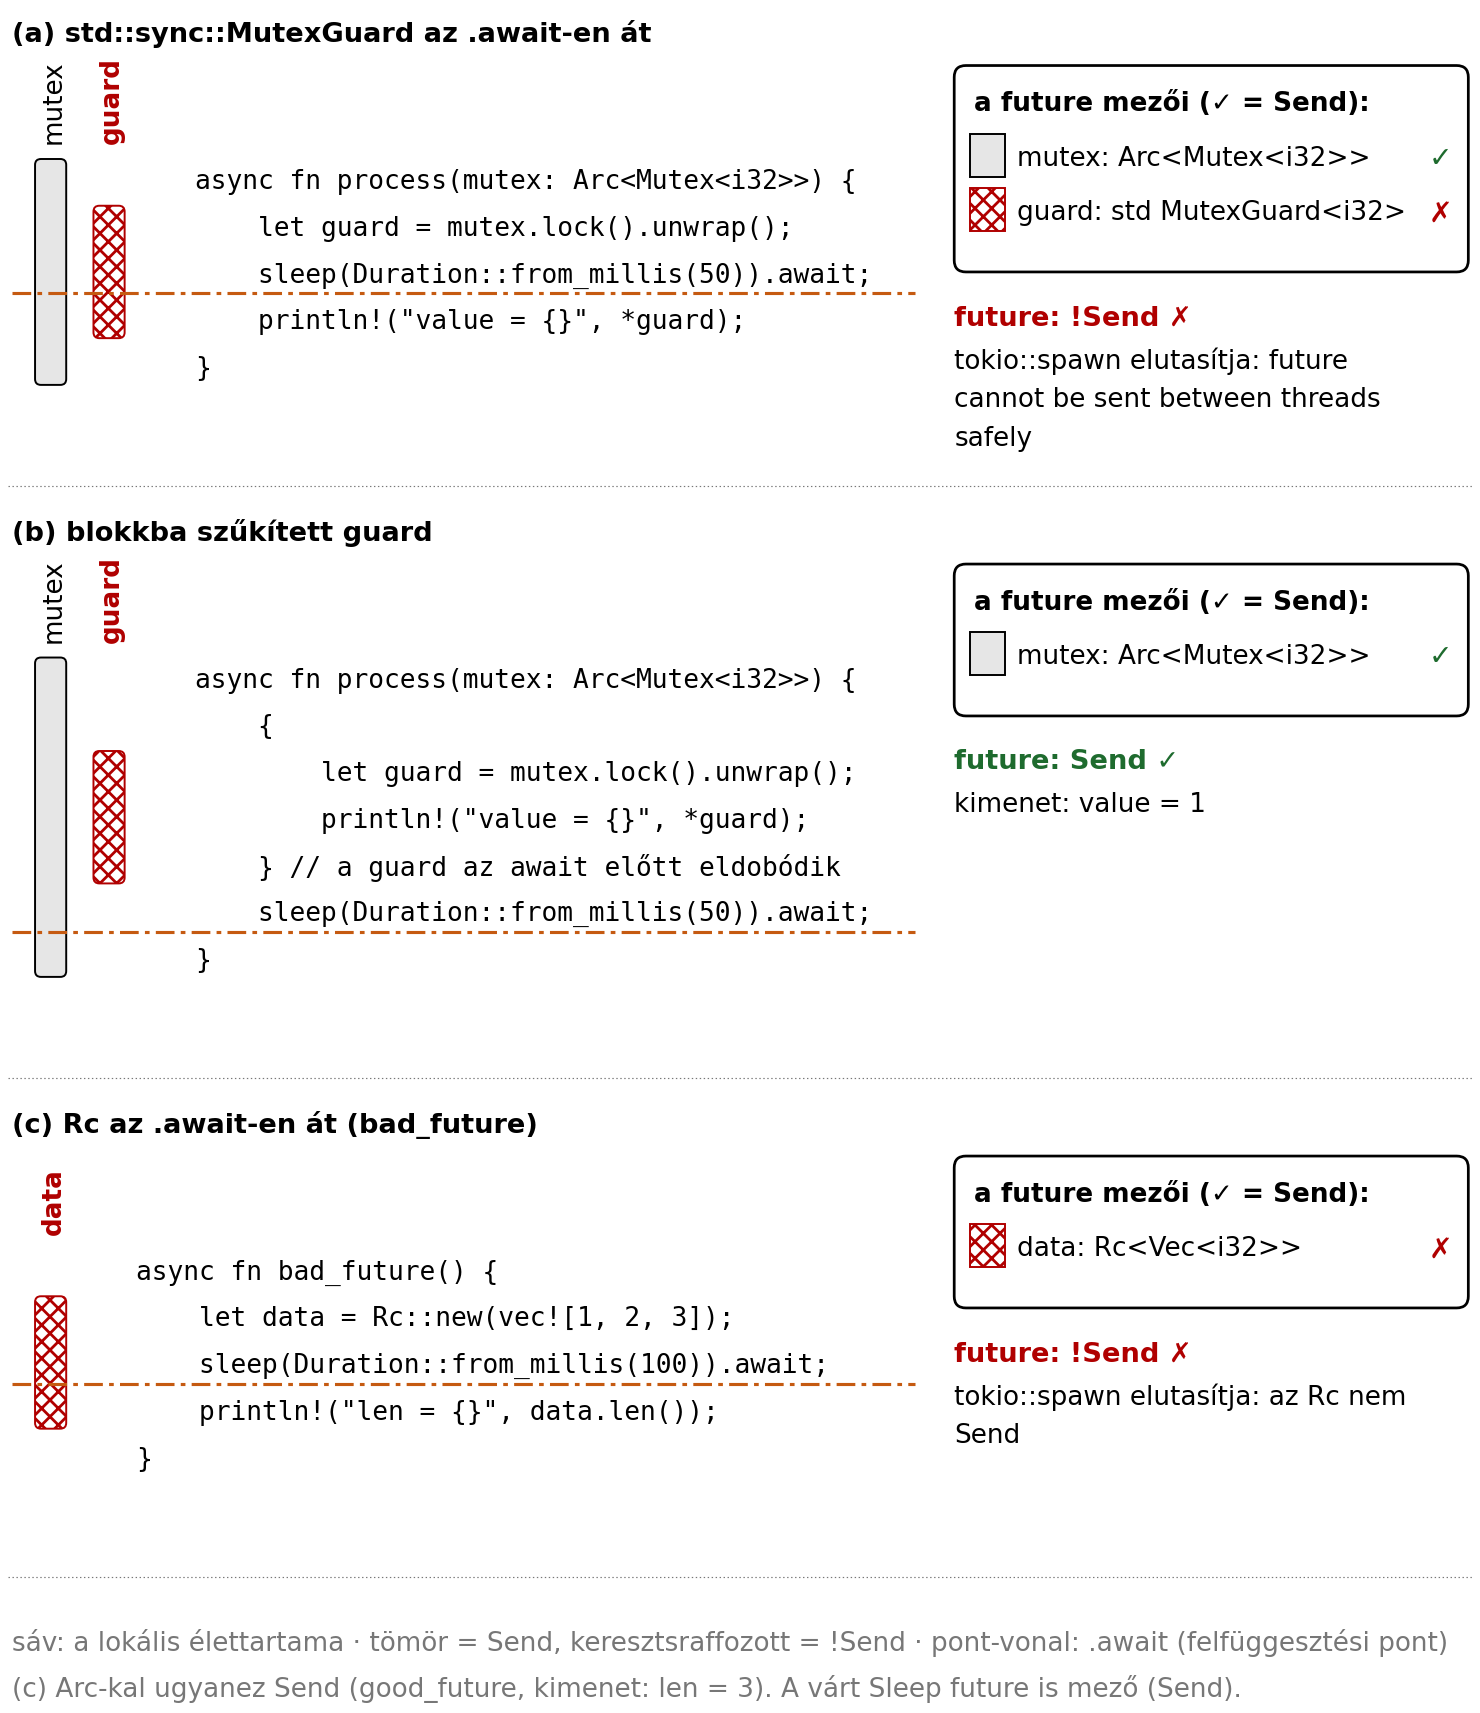 (a) std::sync::MutexGuard az .await-en át
mutex
guard
async fn process(mutex: Arc<Mutex<i32>>) {
    let guard = mutex.lock().unwrap();
    sleep(Duration::from_millis(50)).await;
    println!("value = {}", *guard);
}
a future mezői (✓ = Send):
mutex: Arc<Mutex<i32>> ✓
guard: std MutexGuard<i32> ✗
future: !Send ✗
tokio::spawn elutasítja: future
cannot be sent between threads
safely
(b) blokkba szűkített guard
mutex
guard
async fn process(mutex: Arc<Mutex<i32>>) {
    {
        let guard = mutex.lock().unwrap();
        println!("value = {}", *guard);
    } // a guard az await előtt eldobódik
    sleep(Duration::from_millis(50)).await;
}
a future mezői (✓ = Send):
mutex: Arc<Mutex<i32>> ✓
future: Send ✓
kimenet: value = 1
(c) Rc az .await-en át (bad_future)
data
async fn bad_future() {
    let data = Rc::new(vec![1, 2, 3]);
    sleep(Duration::from_millis(100)).await;
    println!("len = {}", data.len());
}
a future mezői (✓ = Send):
data: Rc<Vec<i32>> ✗
future: !Send ✗
tokio::spawn elutasítja: az Rc nem
Send
sáv: a lokális élettartama · tömör = Send, keresztsraffozott = !Send · pont-vonal: .await (felfüggesztési pont)
(c) Arc-kal ugyanez Send (good_future, kimenet: len = 3). A várt Sleep future is mező (Send).